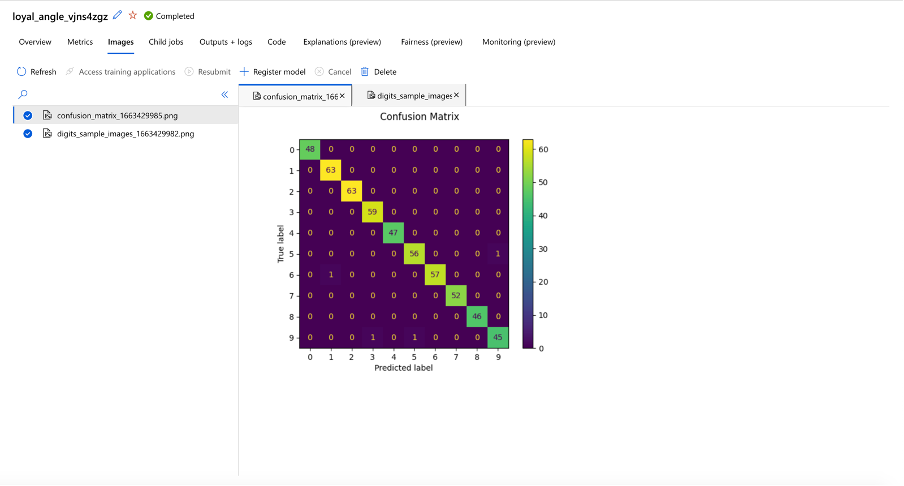 loyal_angle_vjns4zgz Completed
Overview Metrics Images Child jobs Outputs + logs Code Explanations (preview) Fairness (preview) Monitoring (preview)
Refresh Access training applications Resubmit Register model Cancel Delete
confusion_matrix_1663429985.png
digits_sample_images_1663429982.png
confusion_matrix_166 digits_sample_images
Confusion Matrix
True label
0 48 0 0 0 0 0 0 0 0 0
1 0 63 0 0 0 0 0 0 0 0
2 0 0 63 0 0 0 0 0 0 0
3 0 0 0 59 0 0 0 0 0 0
4 0 0 0 0 47 0 0 0 0 0
5 0 0 0 0 0 56 0 0 0 1
6 0 1 0 0 0 0 57 0 0 0
7 0 0 0 0 0 0 0 52 0 0
8 0 0 0 0 0 0 0 0 46 0
9 0 0 0 1 0 1 0 0 0 45
0 1 2 3 4 5 6 7 8 9
Predicted label
60
50
40
30
20
10
0